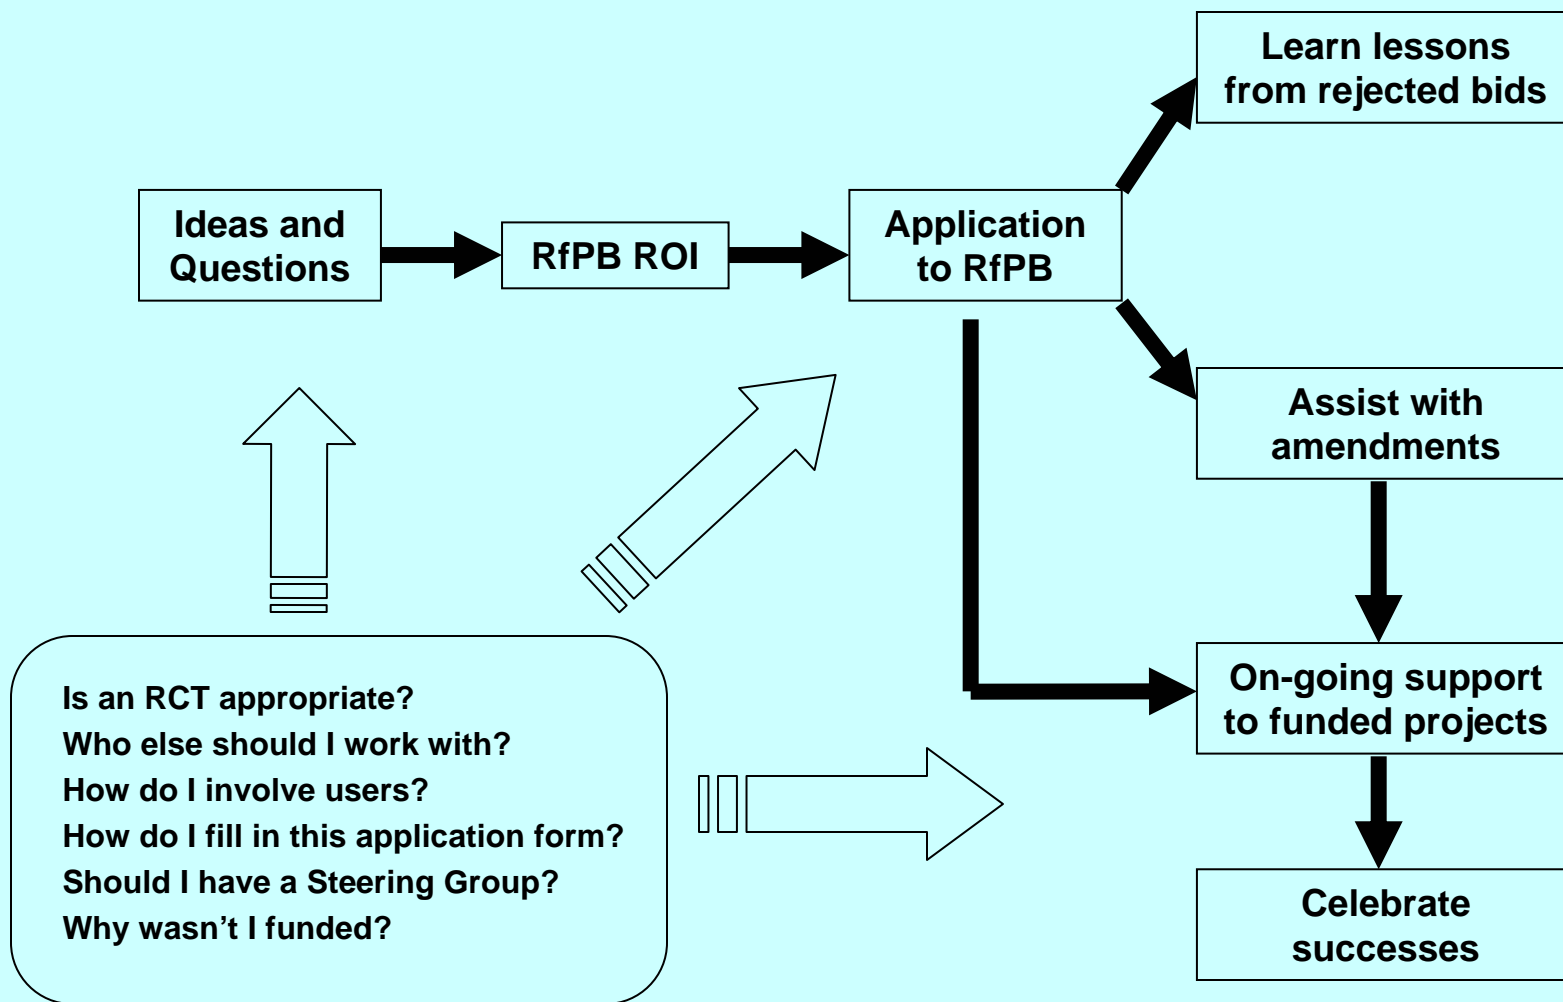 Learn lessons
from rejected bids
Ideas and
Questions
RfPB ROI
Application
to RfPB
Assist with
amendments
On-going support
to funded projects
Celebrate
successes
Is an RCT appropriate?
Who else should I work with?
How do I involve users?
How do I fill in this application form?
Should I have a Steering Group?
Why wasn’t I funded?